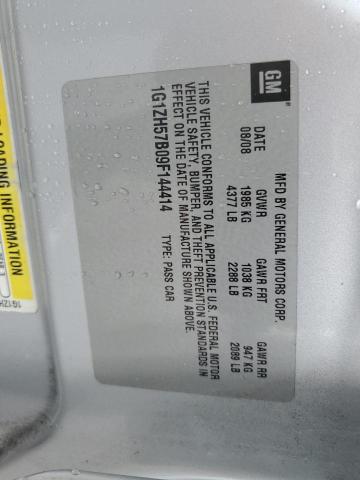 GM
MFD BY GENERAL MOTORS CORP.
DATE GVWR GAWR FRT GAWR RR
08/08 1985 KG 1038 KG 947 KG
4377 LB 2288 LB 2089 LB
THIS VEHICLE CONFORMS TO ALL APPLICABLE U.S. FEDERAL MOTOR
VEHICLE SAFETY, BUMPER, AND THEFT PREVENTION STANDARDS IN
EFFECT ON THE DATE OF MANUFACTURE SHOWN ABOVE.
1G1ZH57B09F144414 TYPE: PASS CAR
LOADING INFORMATION
1G1ZH